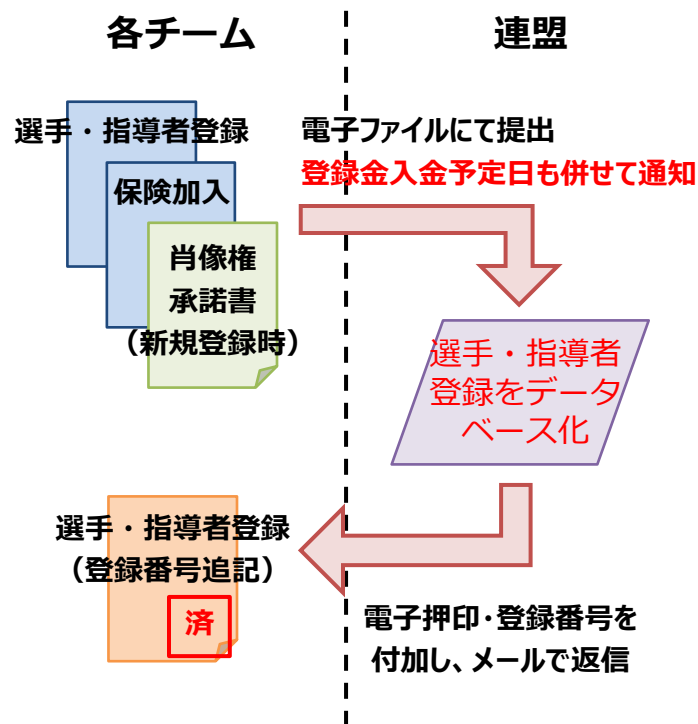 各チーム
連盟
選手・指導者登録
保険加入
肖像権
承諾書
（新規登録時）
電子ファイルにて提出
登録金入金予定日も併せて通知
選手・指導者
登録をデータ
ベース化
選手・指導者登録
（登録番号追記）
済
電子押印・登録番号を
付加し、メールで返信